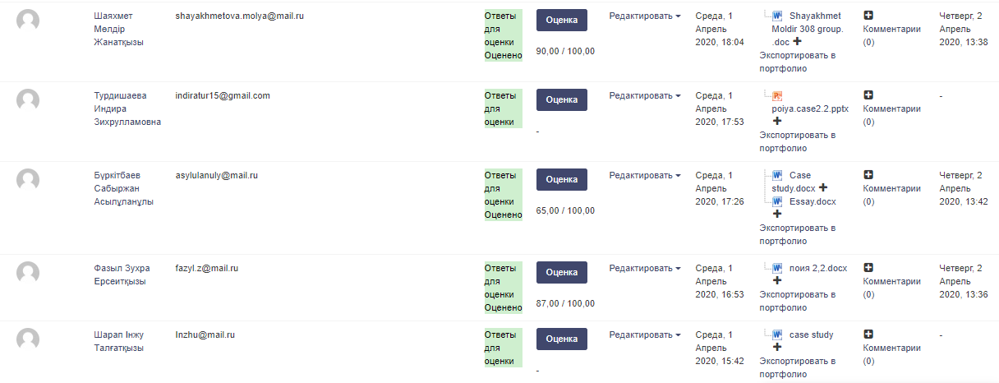 Шаяхмет
Мөлдір
Жанатқызы
shayakhmetova.molya@mail.ru
Ответы
для
оценки
Оценено
Оценка
90,00 / 100,00
Редактировать
Среда, 1
Апрель
2020, 18:04
Shayakhmet
Moldir 308 group.
.doc
Экспортировать в
портфолио
Комментарии
(0)
Четверг, 2
Апрель
2020, 13:38
Турдишаева
Индира
Зихрулламовна
indiratur15@gmail.com
Ответы
для
оценки
Оценка
-
Редактировать
Среда, 1
Апрель
2020, 17:53
poiya.case2.2.pptx
Экспортировать в
портфолио
Комментарии
(0)
-
Бүркітбаев
Сабыржан
Асылұланұлы
asylulanuly@mail.ru
Ответы
для
оценки
Оценено
Оценка
65,00 / 100,00
Редактировать
Среда, 1
Апрель
2020, 17:26
Case
study.docx
Essay.docx
Экспортировать в
портфолио
Комментарии
(0)
Четверг, 2
Апрель
2020, 13:42
Фазыл Зухра
Ерсеитқызы
fazyl.z@mail.ru
Ответы
для
оценки
Оценено
Оценка
87,00 / 100,00
Редактировать
Среда, 1
Апрель
2020, 16:53
поия 2,2.docx
Экспортировать в
портфолио
Комментарии
(0)
Четверг, 2
Апрель
2020, 13:36
Шарап Інжу
Талғатқызы
Inzhu@mail.ru
Ответы
для
оценки
Оценка
-
Редактировать
Среда, 1
Апрель
2020, 15:42
case study
Экспортировать в
портфолио
Комментарии
(0)
-